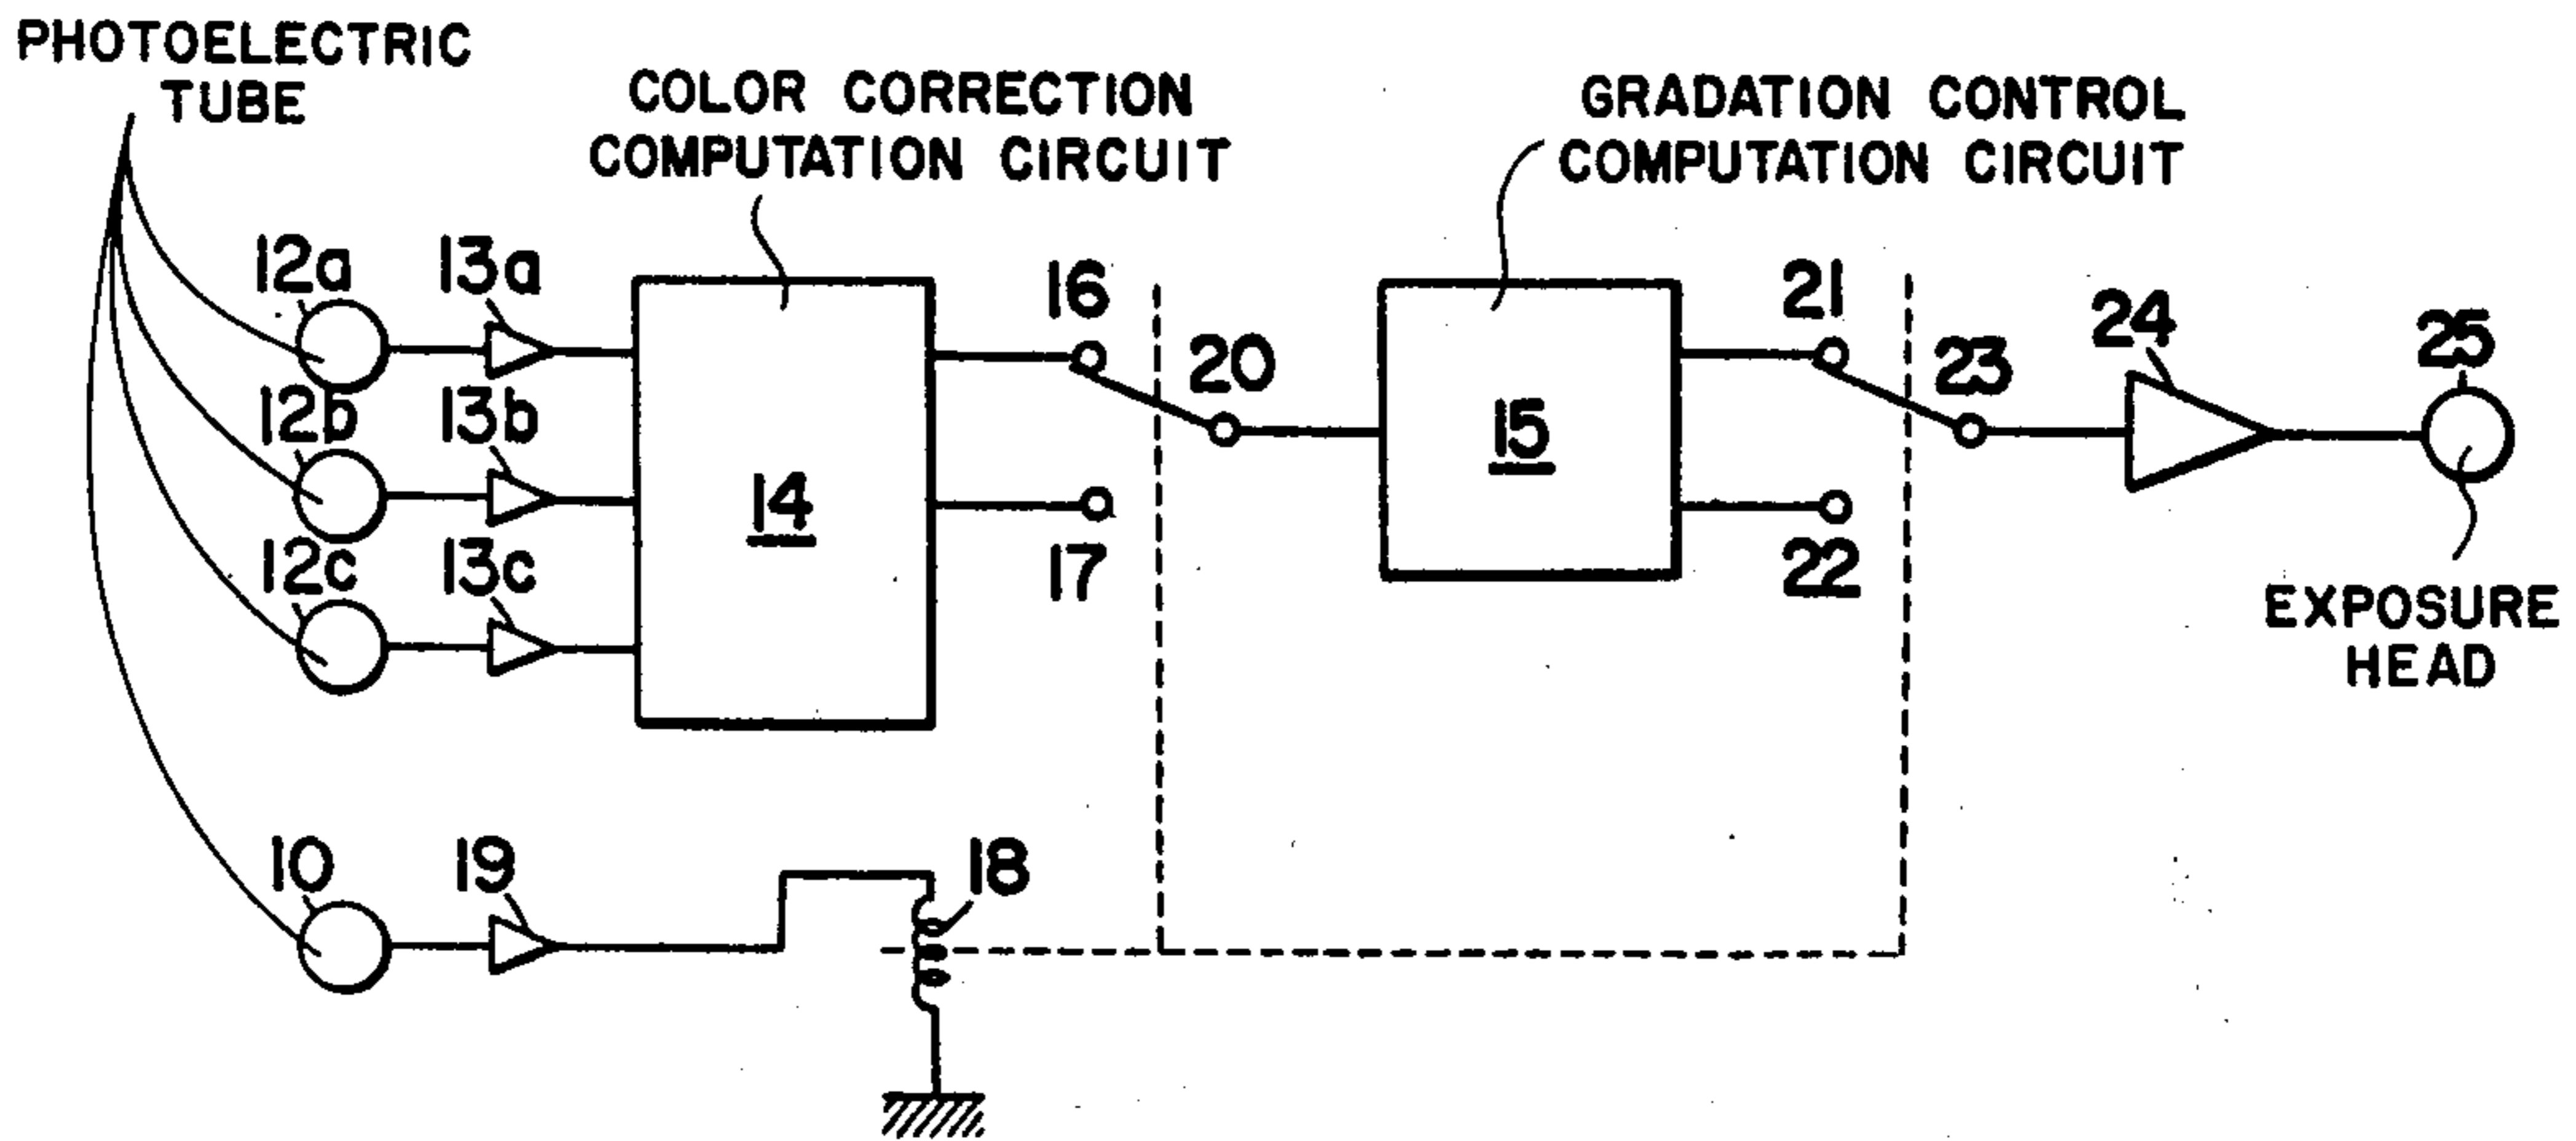 PHOTOELECTRIC
TUBE
COLOR CORRECTION
COMPUTATION CIRCUIT
GRADATION CONTROL
COMPUTATION CIRCUIT
12a
13a
16
21
20
23
24
25
12b
13b
14
15
12c
13c
17
22
EXPOSURE
HEAD
10
19
18